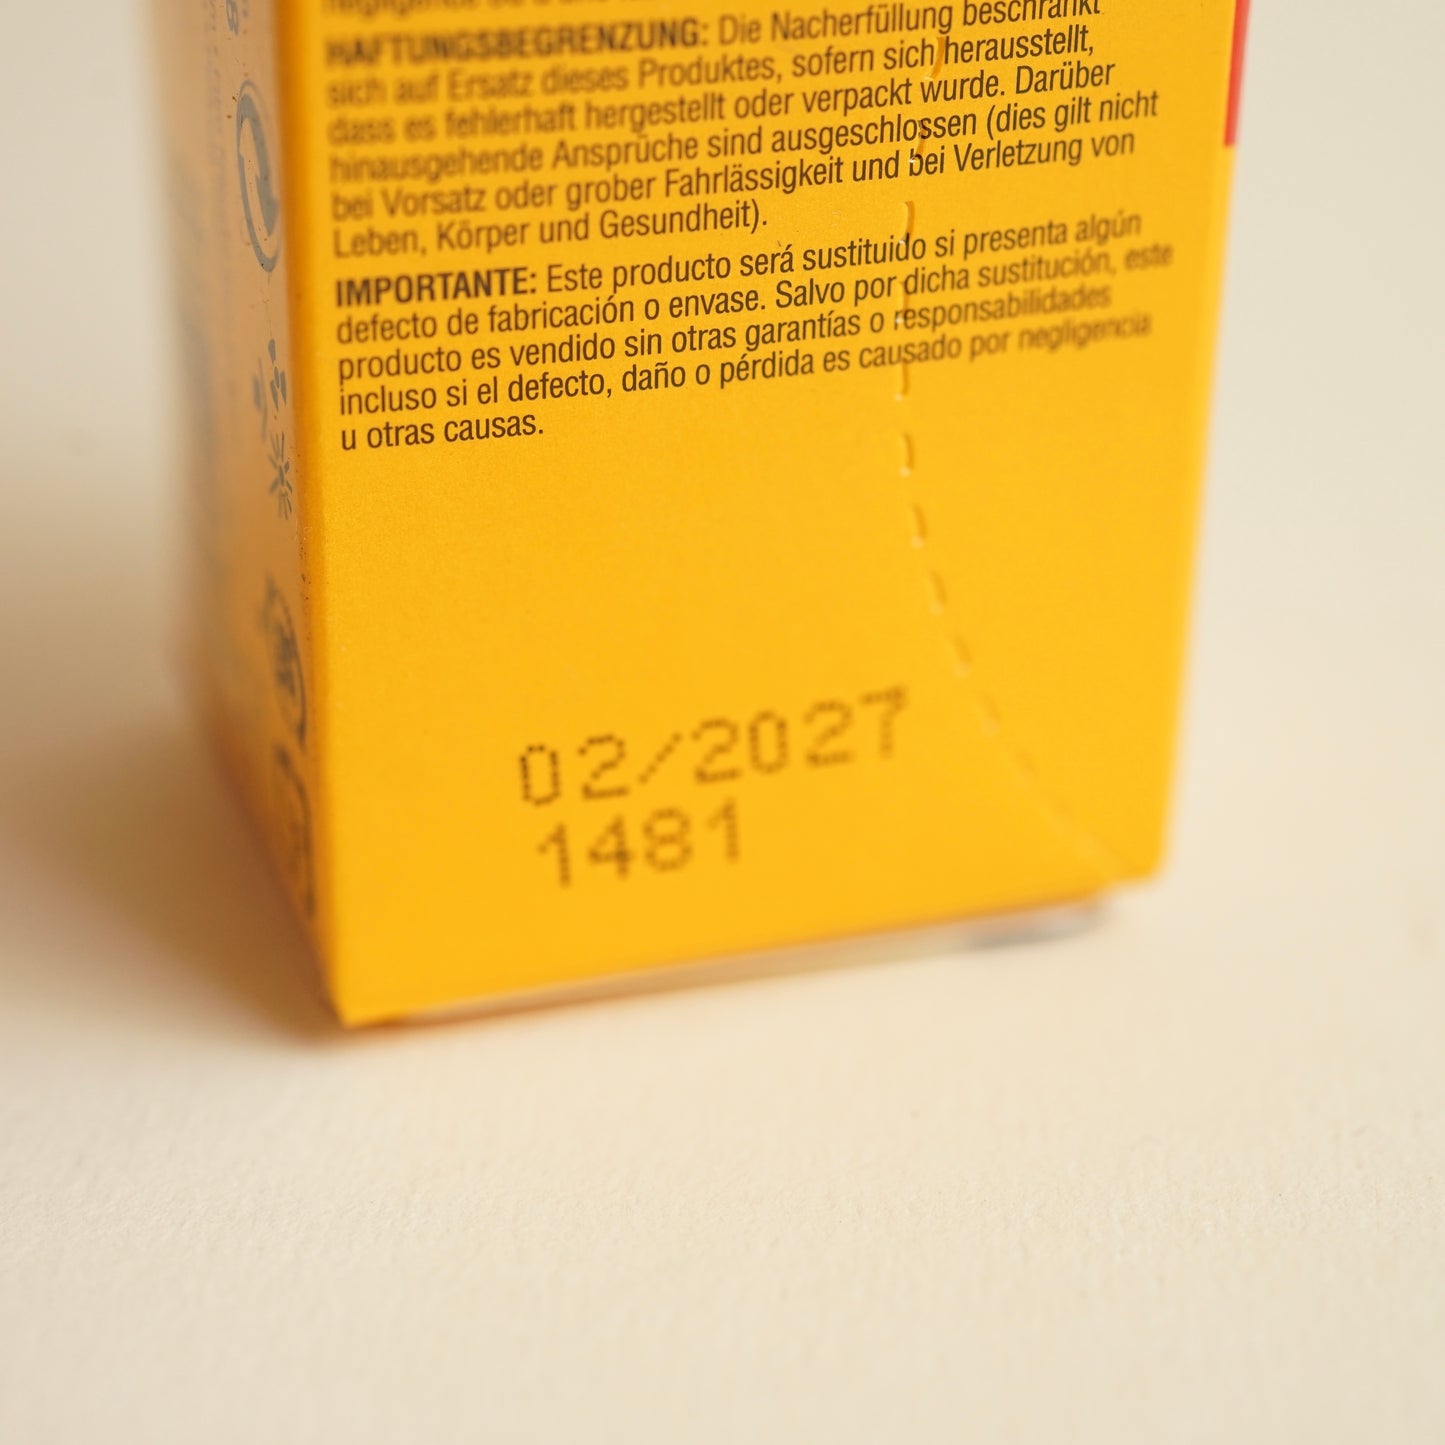 HAFTUNGSBEGRENZUNG: Die Nacherfüllung beschränkt
sich auf Ersatz dieses Produktes, sofern sich herausstellt,
dass es fehlerhaft hergestellt oder verpackt wurde. Darüber
hinausgehende Ansprüche sind ausgeschlossen (dies gilt nicht
bei Vorsatz oder grober Fahrlässigkeit und bei Verletzung von
Leben, Körper und Gesundheit).
IMPORTANTE: Este producto será sustituido si presenta algún
defecto de fabricación o envase. Salvo por dicha sustitución, este
producto es vendido sin otras garantías o responsabilidades
incluso si el defecto, daño o pérdida es causado por negligencia
u otras causas.
02/2027
1481